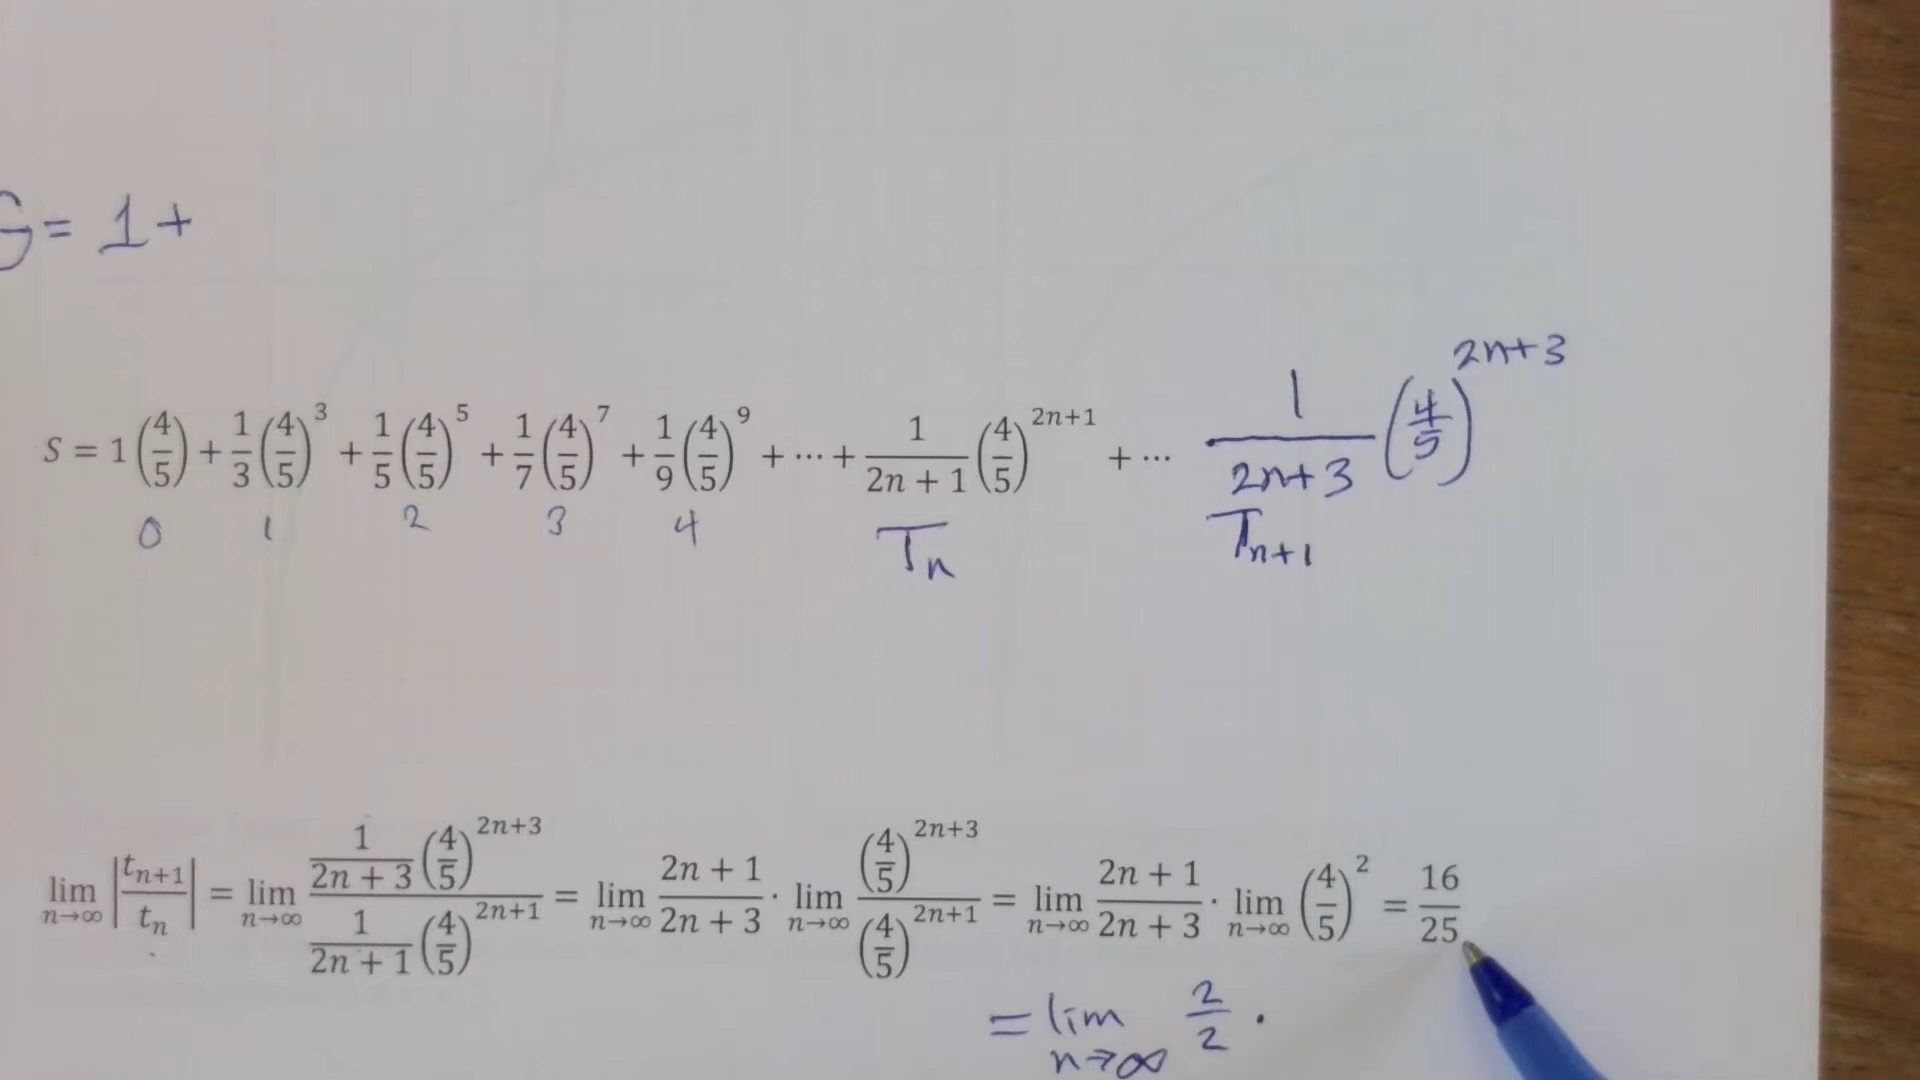 S = 1 +
S = 1(4/5) + 1/3(4/5)^3 + 1/5(4/5)^5 + 1/7(4/5)^7 + 1/9(4/5)^9 + ⋯ + 1/(2n + 1)(4/5)^(2n+1) + ⋯ 1/(2n+3)(4/5)^(2n+3)
0 1 2 3 4 T_n T_(n+1)
lim_(n→∞) |t_(n+1)/t_n| = lim_(n→∞) (1/(2n + 3)(4/5)^(2n+3))/(1/(2n + 1)(4/5)^(2n+1)) = lim_(n→∞) (2n + 1)/(2n + 3) · lim_(n→∞) (4/5)^(2n+3)/(4/5)^(2n+1) = lim_(n→∞) (2n + 1)/(2n + 3) · lim_(n→∞) (4/5)^2 = 16/25
= lim_(n→∞) 2/2 ·